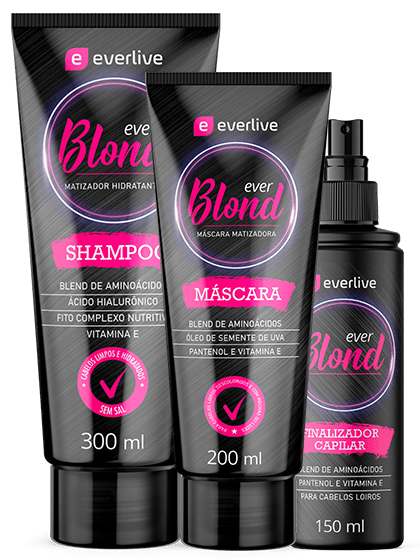 e everlive
ever
Blond
MATIZADOR HIDRATANT
SHAMPOO
BLEND DE AMINOÁCIDOS
ÁCIDO HIALURÔNICO
FITO COMPLEXO NUTRITIV
VITAMINA E
CABELOS LIMPOS E HIDRATADOS
SEM SAL
300 ml
e everlive
ever
Blond
MÁSCARA MATIZADORA
MÁSCARA
BLEND DE AMINOÁCIDOS
ÓLEO DE SEMENTE DE UVA
PANTENOL E VITAMINA E
200 ml
e everlive
ever
Blond
FINALIZADOR
CAPILAR
BLEND DE AMINOÁCIDOS
PANTENOL E VITAMINA E
PARA CABELOS LOIROS
150 ml